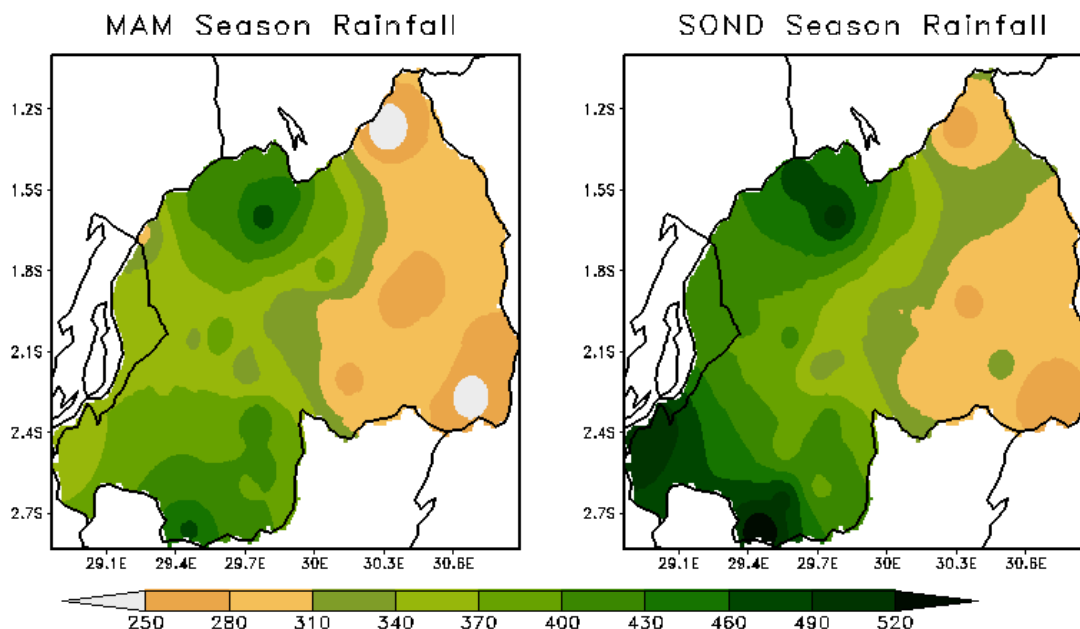 MAM Season Rainfall
SOND Season Rainfall
1.2S
1.5S
1.8S
2.1S
2.4S
2.7S
29.1E 29.4E 29.7E 30E 30.3E 30.6E
1.2S
1.5S
1.8S
2.1S
2.4S
2.7S
29.1E 29.4E 29.7E 30E 30.3E 30.6E
250 280 310 340 370 400 430 460 490 520